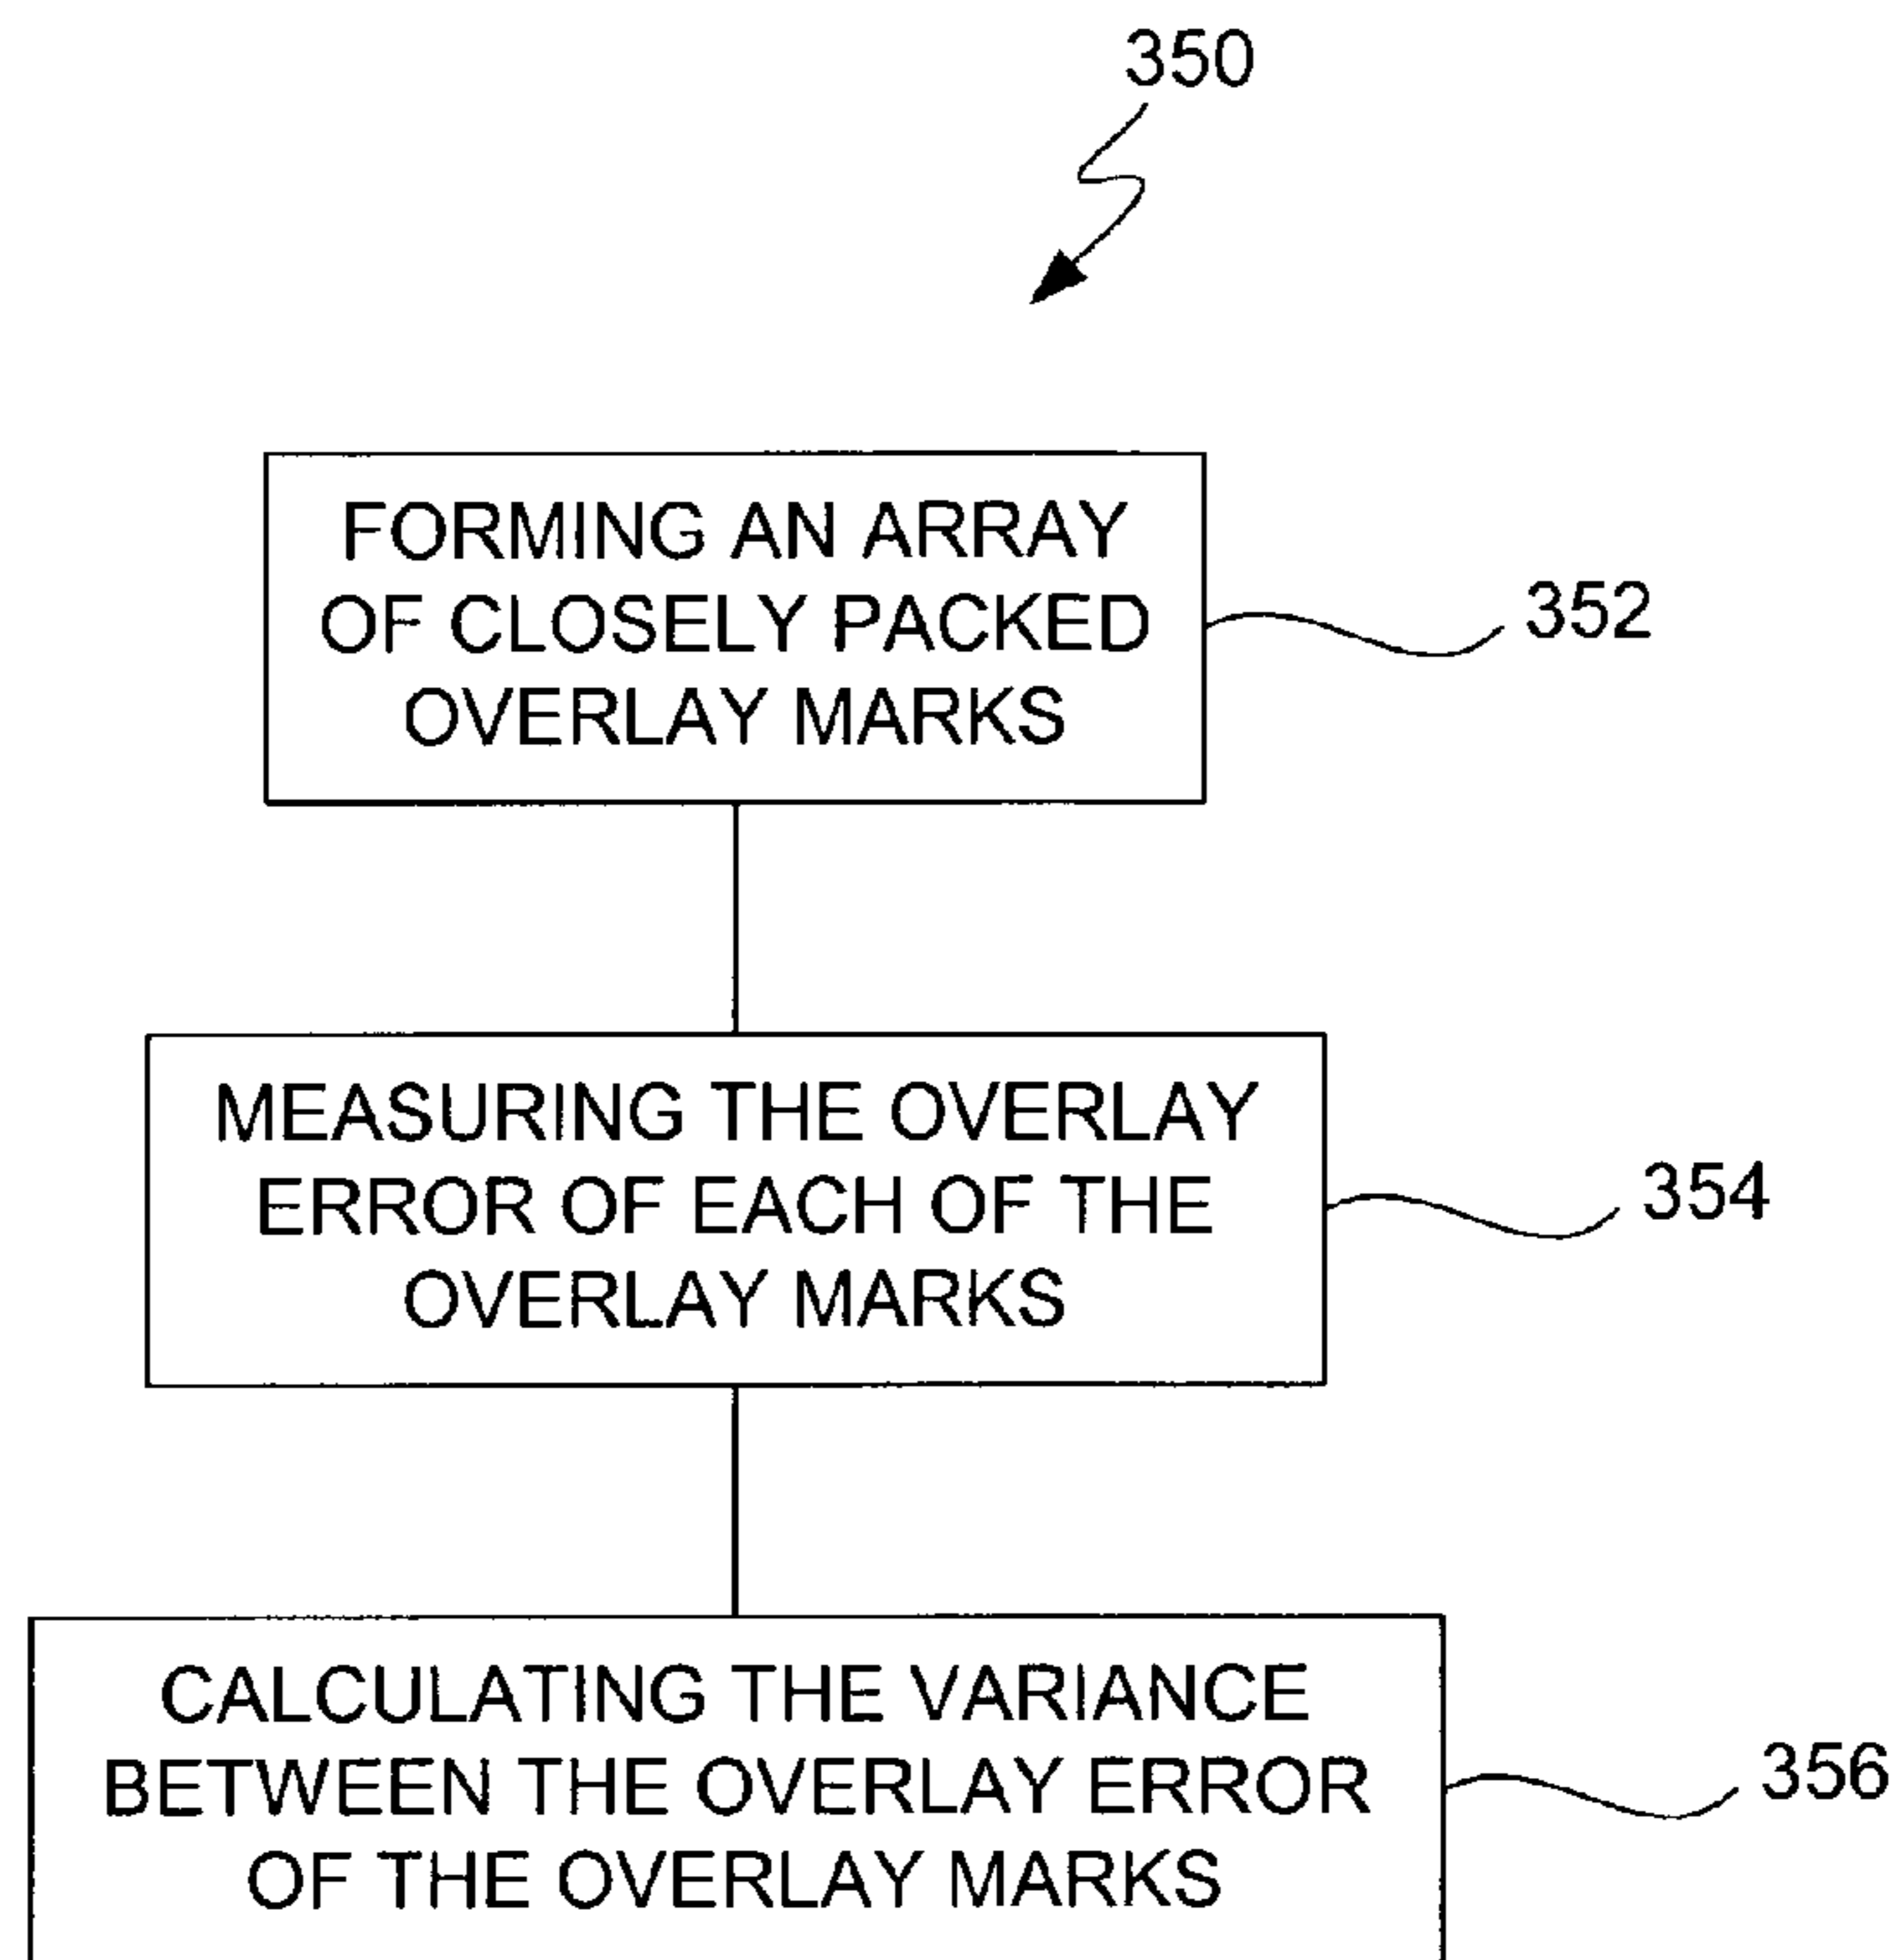 350
FORMING AN ARRAY
OF CLOSELY PACKED
OVERLAY MARKS
352
MEASURING THE OVERLAY
ERROR OF EACH OF THE
OVERLAY MARKS
354
CALCULATING THE VARIANCE
BETWEEN THE OVERLAY ERROR
OF THE OVERLAY MARKS
356